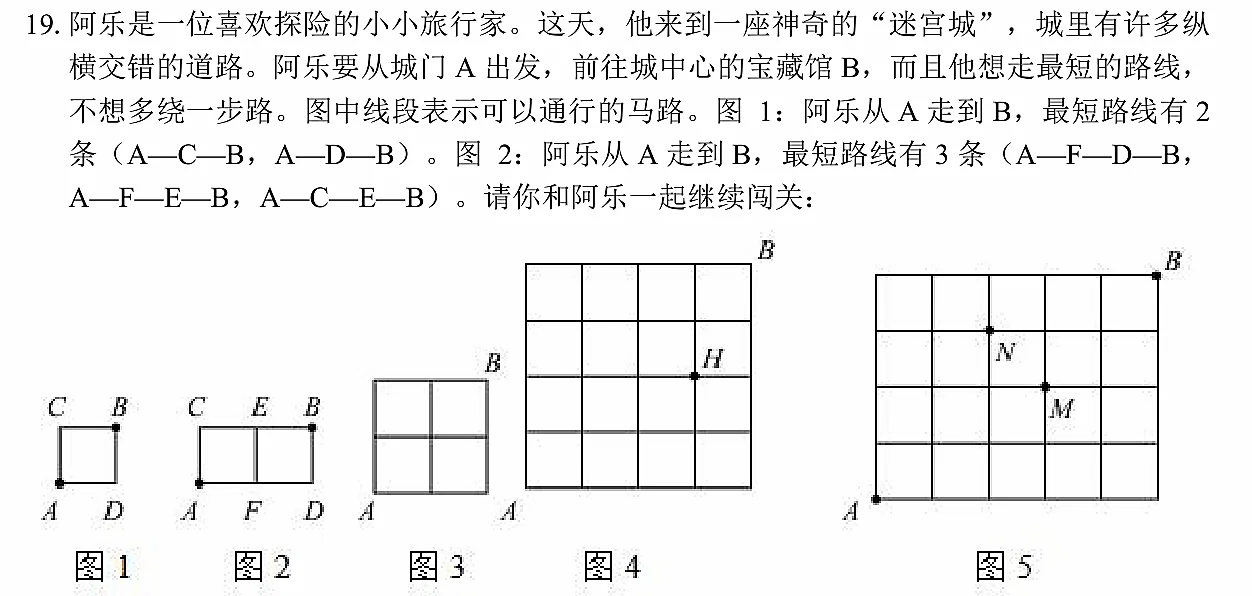 19. 阿乐是一位喜欢探险的小小旅行家。这天，他来到一座神奇的“迷宫城”，城里有许多纵
横交错的道路。阿乐要从城门 A 出发，前往城中心的宝藏馆 B，而且他想走最短的路线，
不想多绕一步路。图中线段表示可以通行的马路。图 1：阿乐从 A 走到 B，最短路线有 2
条（A—C—B，A—D—B）。图 2：阿乐从 A 走到 B，最短路线有 3 条（A—F—D—B，
A—F—E—B，A—C—E—B）。请你和阿乐一起继续闯关：
C B
A D
图 1
C E B
A F D
图 2
B
A
图 3
B
H
A
图 4
B
N
M
A
图 5